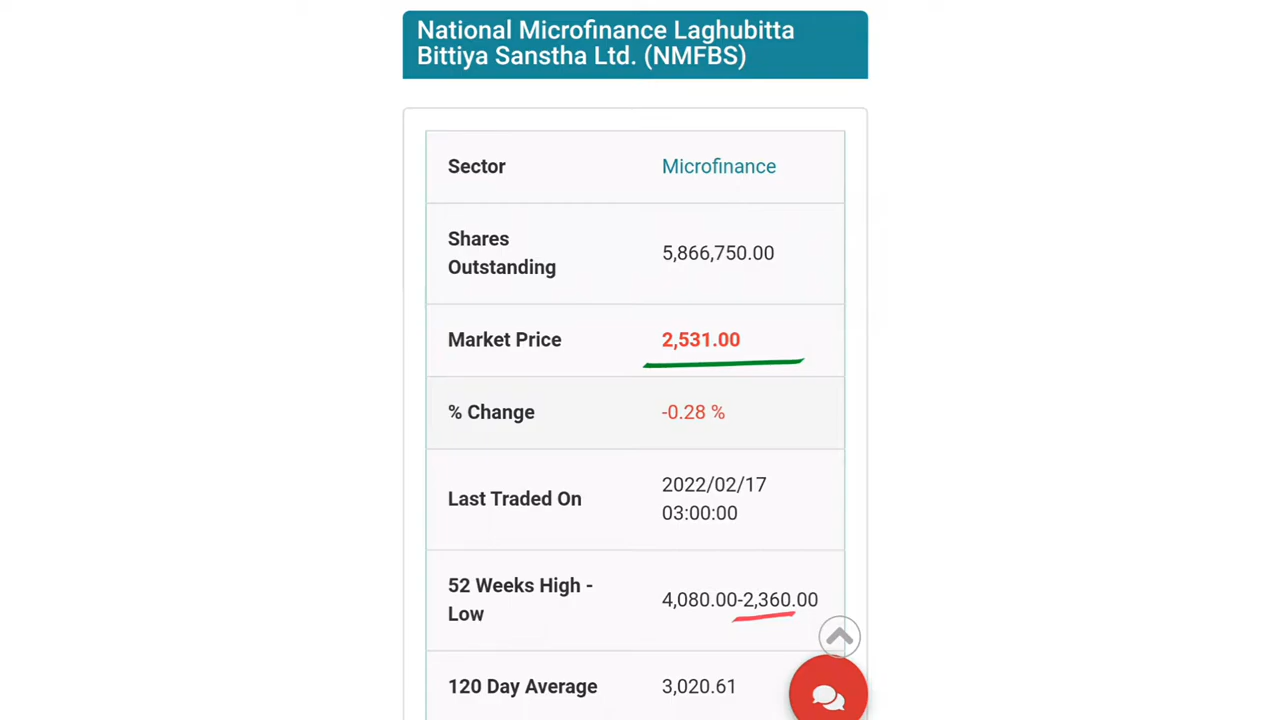 National Microfinance Laghubitta
Bittiya Sanstha Ltd. (NMFBS)
Sector
Microfinance
Shares
Outstanding
5,866,750.00
Market Price
2,531.00
% Change
-0.28 %
Last Traded On
2022/02/17
03:00:00
52 Weeks High -
Low
4,080.00-2,360.00
120 Day Average
3,020.61